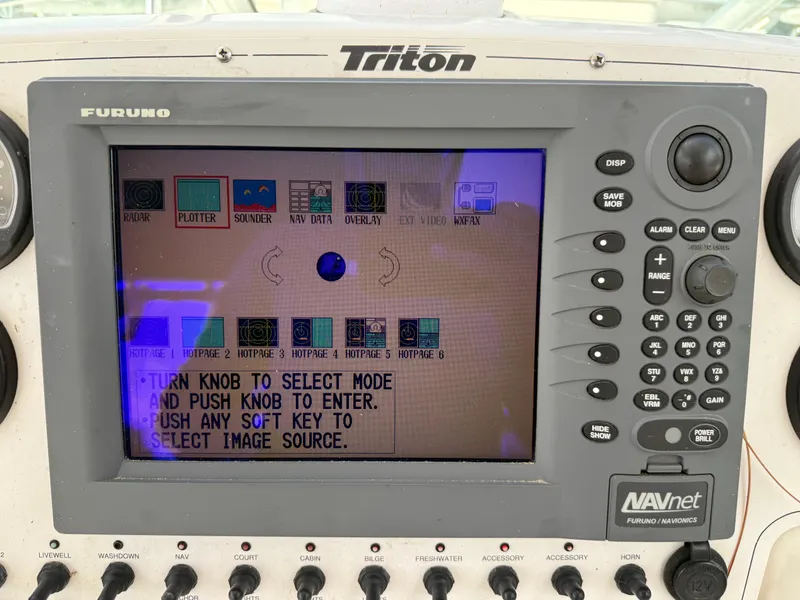 Triton
FURUNO
RADAR PLOTTER SOUNDER NAV DATA OVERLAY EXT VIDEO WXFAX
HOTPAGE 1 HOTPAGE 2 HOTPAGE 3 HOTPAGE 4 HOTPAGE 5 HOTPAGE 6
•TURN KNOB TO SELECT MODE
AND PUSH KNOB TO ENTER.
•PUSH ANY SOFT KEY TO
SELECT IMAGE SOURCE.
DISP
SAVE
MOB
ALARM CLEAR MENU
+
RANGE
−
ABC
1
DEF
2
GHI
3
JKL
4
MNO
5
PQR
6
STU
7
VWX
8
YZ&
9
EBL
VRM
0
GAIN
HIDE
SHOW
POWER
BRILL
NAVnet
FURUNO / NAVIONICS
2 LIVEWELL WASHDOWN NAV COURT CABIN BILGE FRESHWATER ACCESSORY ACCESSORY HORN
12V